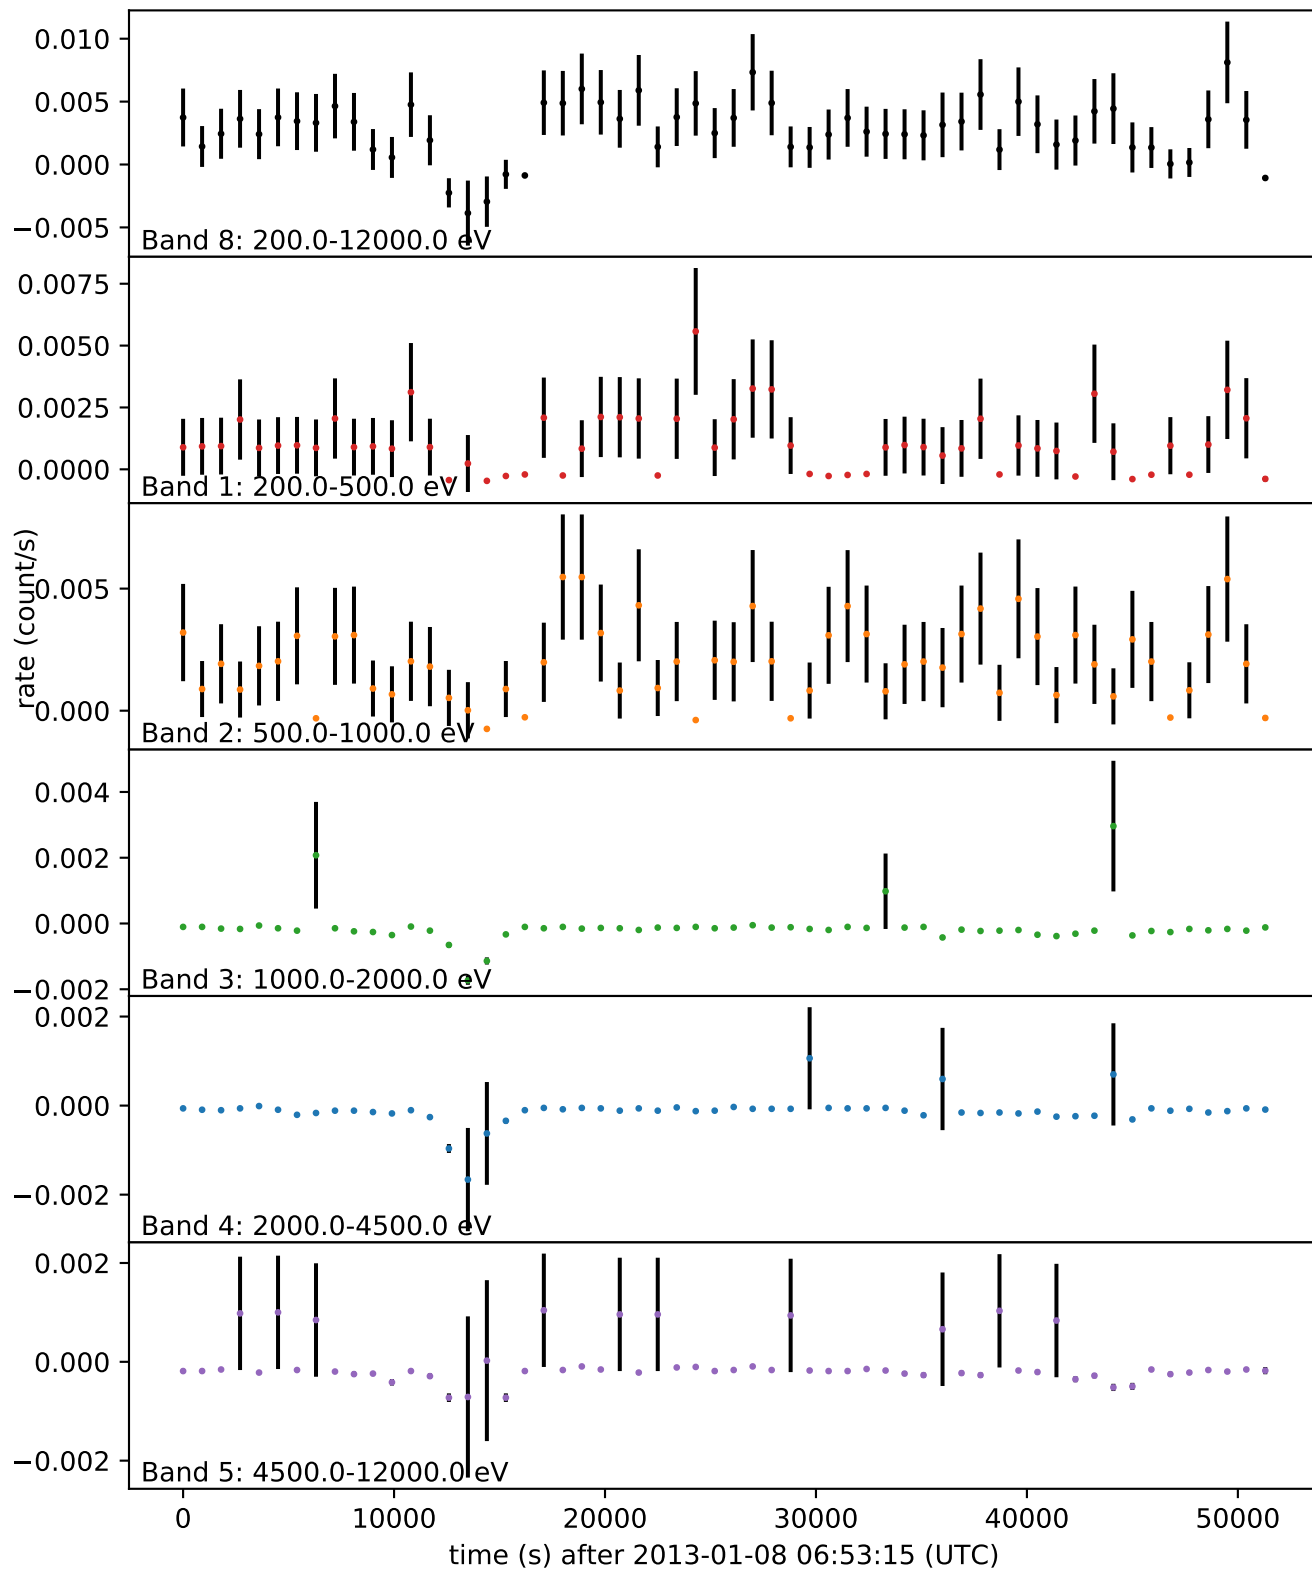 0.010
0.005
0.000
−0.005
Band 8: 200.0-12000.0 eV
0.0075
0.0050
0.0025
0.0000
Band 1: 200.0-500.0 eV
rate (count/s)
0.005
0.000
Band 2: 500.0-1000.0 eV
0.004
0.002
0.000
−0.002
Band 3: 1000.0-2000.0 eV
0.002
0.000
−0.002
Band 4: 2000.0-4500.0 eV
0.002
0.000
−0.002
Band 5: 4500.0-12000.0 eV
0 10000 20000 30000 40000 50000
time (s) after 2013-01-08 06:53:15 (UTC)